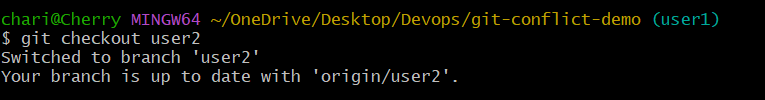 chari@Cherry MINGW64 ~/OneDrive/Desktop/Devops/git-conflict-demo (user1)
$ git checkout user2
Switched to branch 'user2'
Your branch is up to date with 'origin/user2'.